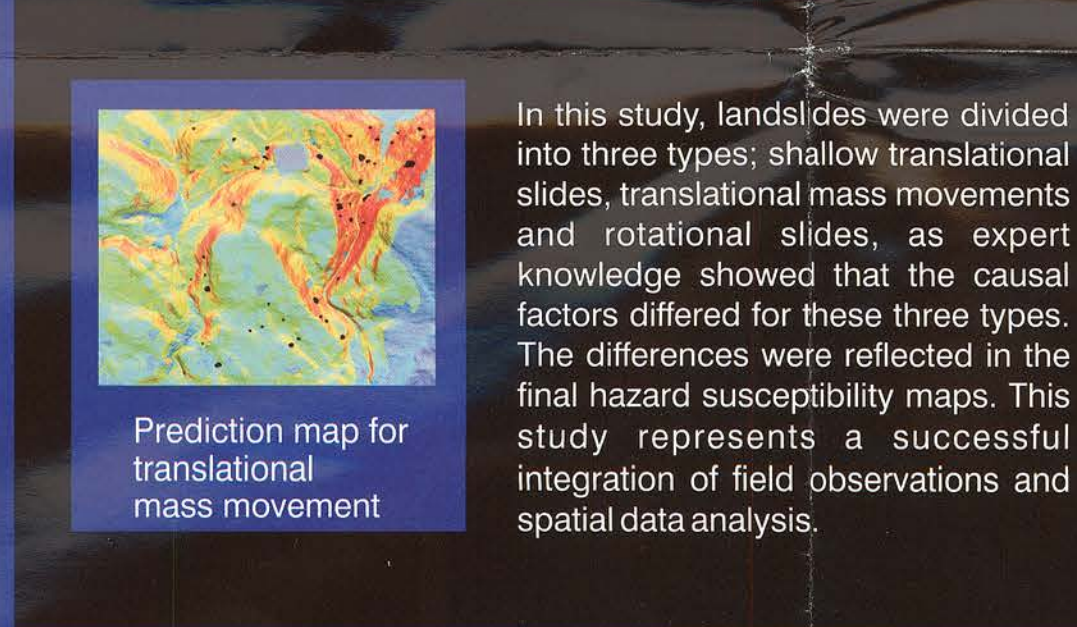 Prediction map for
translational
mass movement
In this study, landslides were divided
into three types; shallow translational
slides, translational mass movements
and rotational slides, as expert
knowledge showed that the causal
factors differed for these three types.
The differences were reflected in the
final hazard susceptibility maps. This
study represents a successful
integration of field observations and
spatial data analysis.